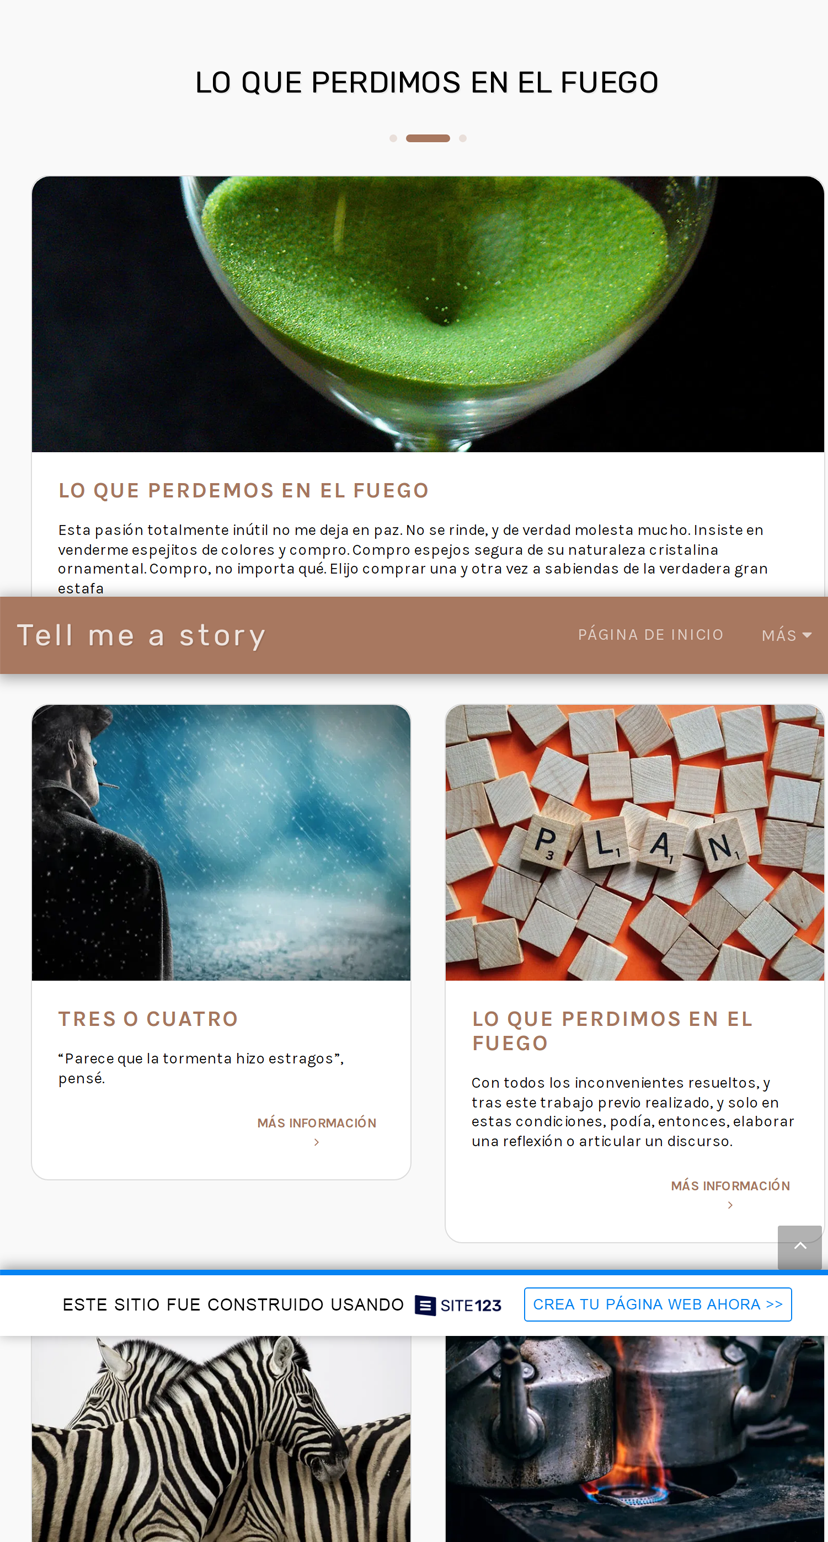 LO QUE PERDIMOS EN EL FUEGO
LO QUE PERDEMOS EN EL FUEGO
Esta pasión totalmente inútil no me deja en paz. No se rinde, y de verdad molesta mucho. Insiste en
venderme espejitos de colores y compro. Compro espejos segura de su naturaleza cristalina
ornamental. Compro, no importa qué. Elijo comprar una y otra vez a sabiendas de la verdadera gran
estafa
Tell me a story
PÁGINA DE INICIO
MÁS
P3 L1 A1 N1
TRES O CUATRO
“Parece que la tormenta hizo estragos”,
pensé.
MÁS INFORMACIÓN
LO QUE PERDIMOS EN EL
FUEGO
Con todos los inconvenientes resueltos, y
tras este trabajo previo realizado, y solo en
estas condiciones, podía, entonces, elaborar
una reflexión o articular un discurso.
MÁS INFORMACIÓN
ESTE SITIO FUE CONSTRUIDO USANDO SITE123
CREA TU PÁGINA WEB AHORA >>